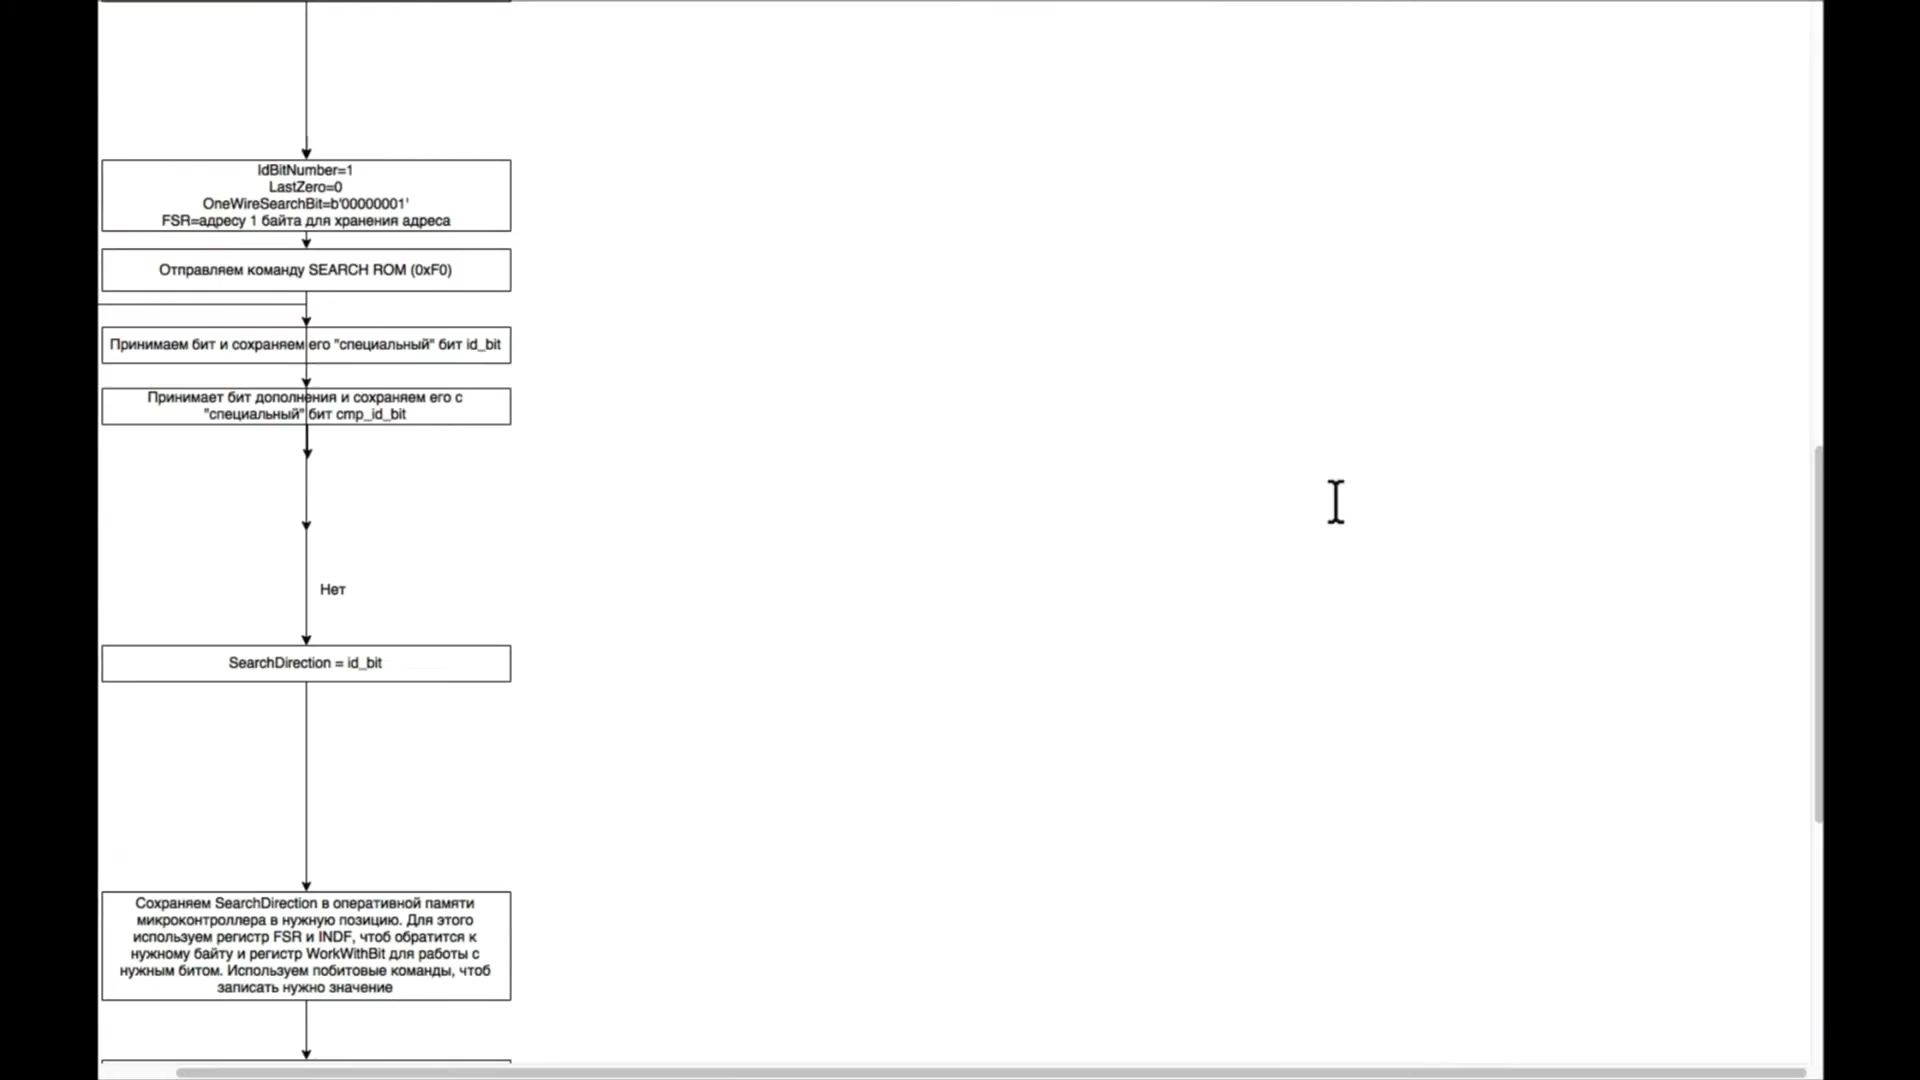 IdBitNumber=1
LastZero=0
OneWireSearchBit=b'00000001'
FSR=адресу 1 байта для хранения адреса
Отправляем команду SEARCH ROM (0xF0)
Принимаем бит и сохраняем его "специальный" бит id_bit
Принимает бит дополнения и сохраняем его с
"специальный" бит cmp_id_bit
Нет
SearchDirection = id_bit
Сохраняем SearchDirection в оперативной памяти
микроконтроллера в нужную позицию. Для этого
используем регистр FSR и INDF, чтоб обратится к
нужному байту и регистр WorkWithBit для работы с
нужным битом. Используем побитовые команды, чтоб
записать нужно значение